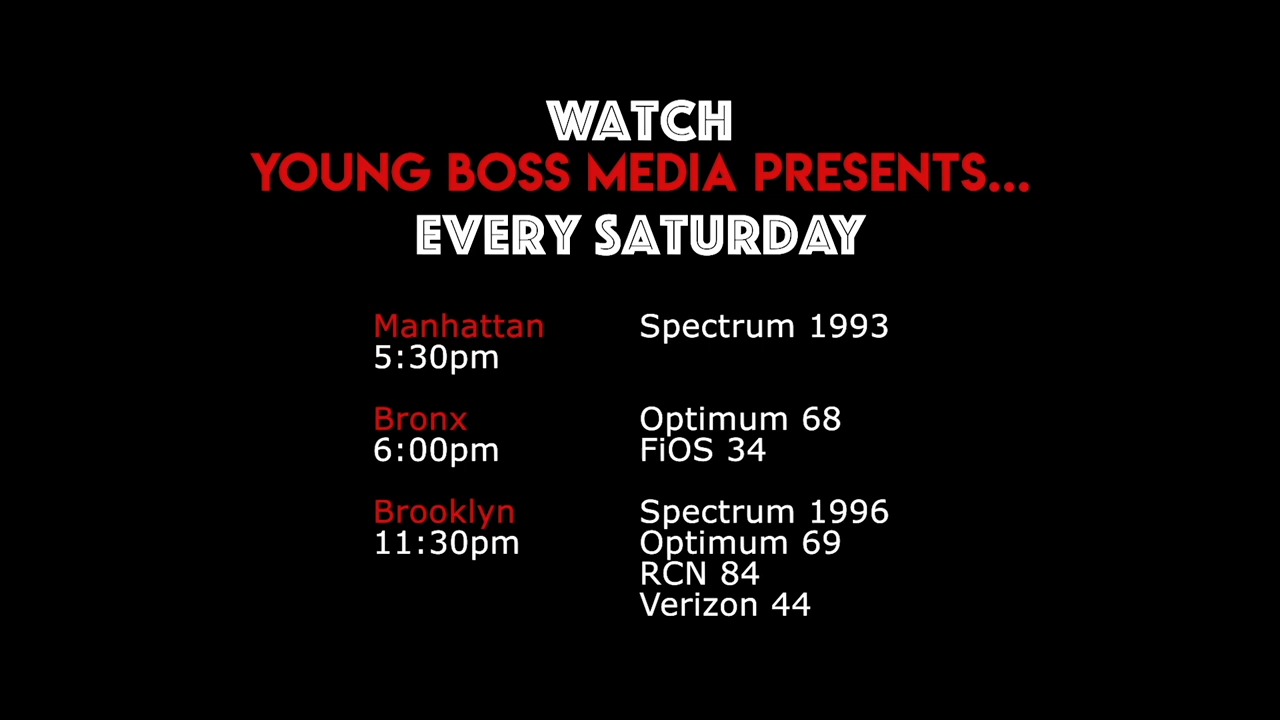 WATCH
YOUNG BOSS MEDIA PRESENTS...
EVERY SATURDAY
Manhattan
5:30pm
Spectrum 1993
Bronx
6:00pm
Optimum 68
FiOS 34
Brooklyn
11:30pm
Spectrum 1996
Optimum 69
RCN 84
Verizon 44